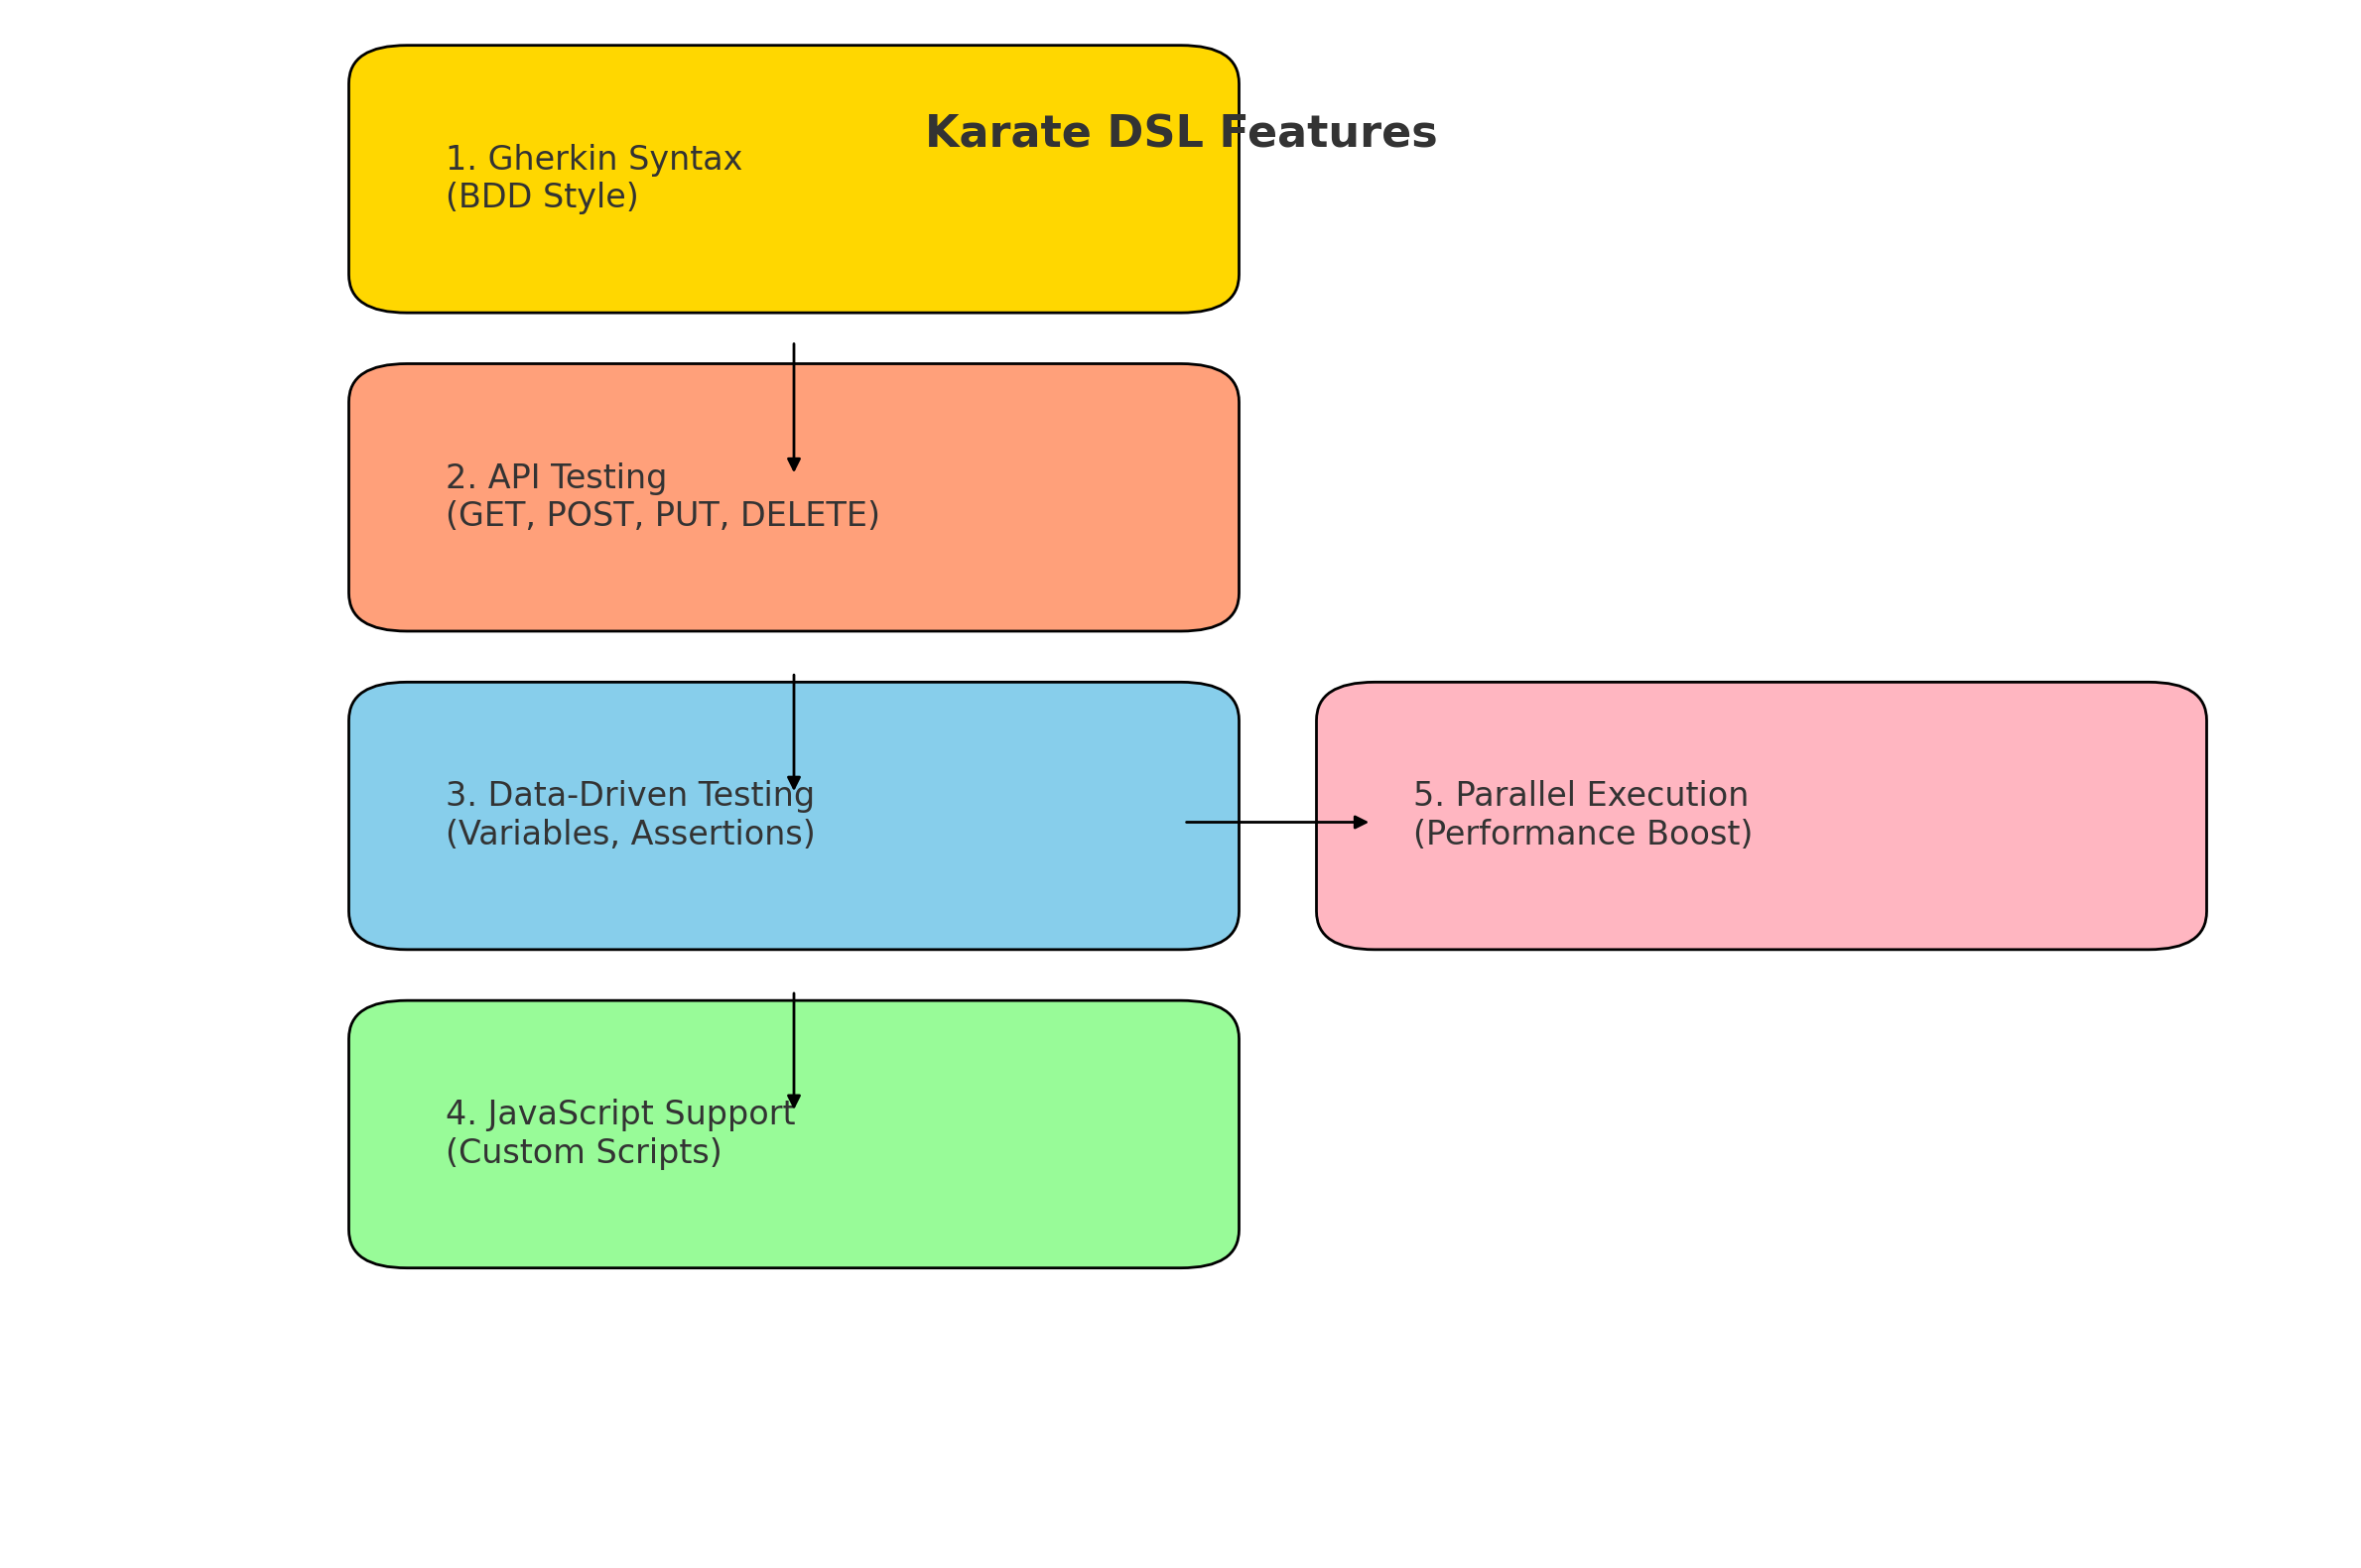 Karate DSL Features
1. Gherkin Syntax
(BDD Style)
2. API Testing
(GET, POST, PUT, DELETE)
3. Data-Driven Testing
(Variables, Assertions)
5. Parallel Execution
(Performance Boost)
4. JavaScript Support
(Custom Scripts)